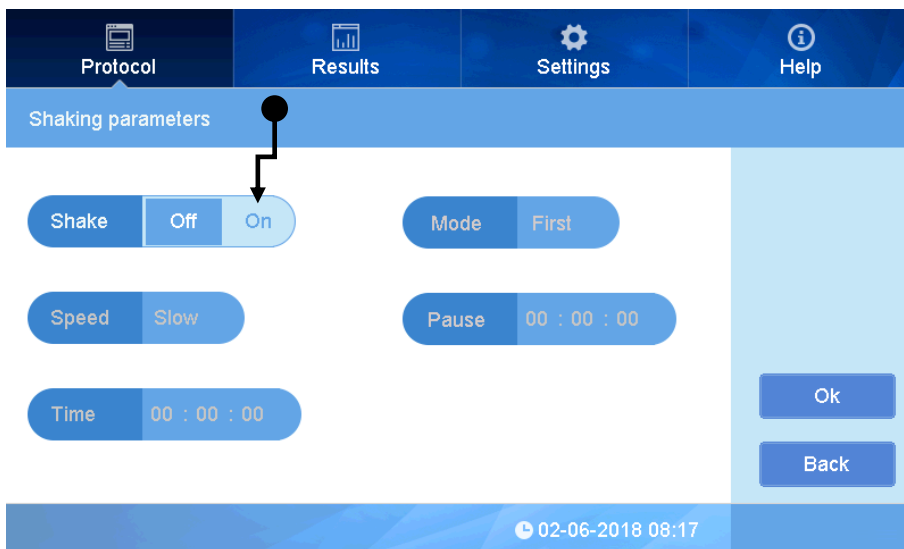 Protocol Results Settings Help
Shaking parameters
Shake Off On
Mode First
Speed Slow
Pause 00 : 00 : 00
Time 00 : 00 : 00
Ok
Back
02-06-2018 08:17